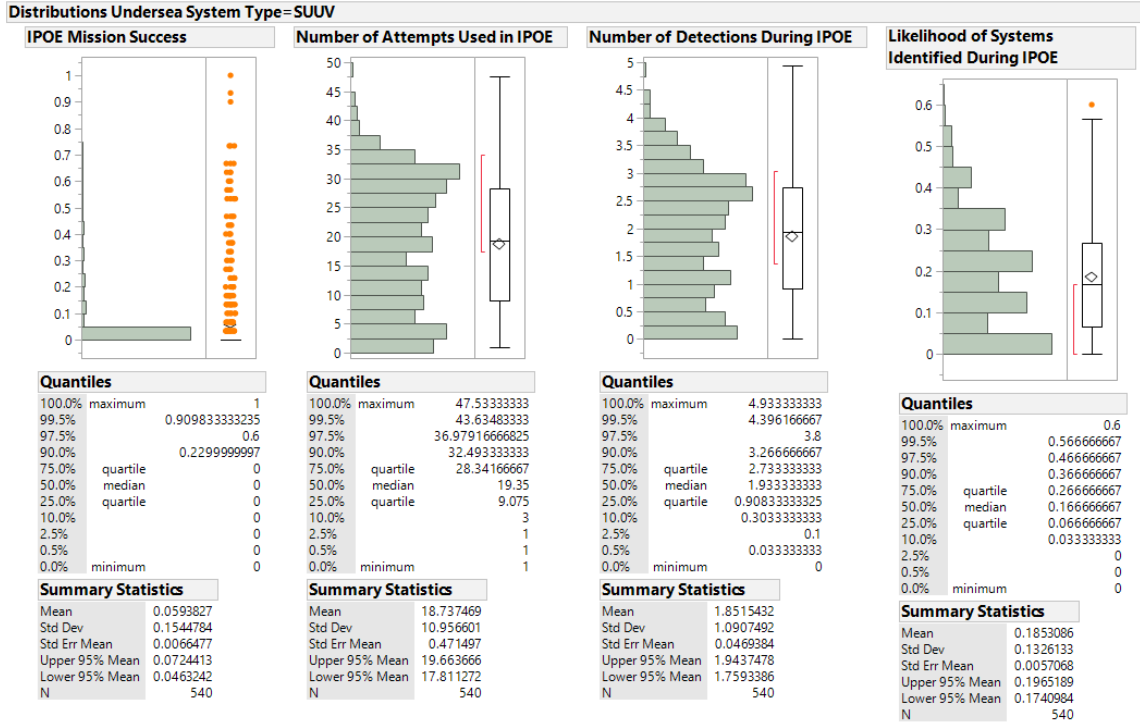 Distributions Undersea System Type=SUUV
IPOE Mission Success
1
0.9
0.8
0.7
0.6
0.5
0.4
0.3
0.2
0.1
0
Quantiles
100.0% maximum 1
99.5% 0.909833333235
97.5% 0.6
90.0% 0.2299999997
75.0% quartile 0
50.0% median 0
25.0% quartile 0
10.0% 0
2.5% 0
0.5% 0
0.0% minimum 0
Summary Statistics
Mean 0.0593827
Std Dev 0.1544784
Std Err Mean 0.0066477
Upper 95% Mean 0.0724413
Lower 95% Mean 0.0463242
N 540
Number of Attempts Used in IPOE
50
45
40
35
30
25
20
15
10
5
0
Quantiles
100.0% maximum 47.53333333
99.5% 43.63483333
97.5% 36.97916666825
90.0% 32.493333333
75.0% quartile 28.34166667
50.0% median 19.35
25.0% quartile 9.075
10.0% 3
2.5% 1
0.5% 1
0.0% minimum 1
Summary Statistics
Mean 18.737469
Std Dev 10.956601
Std Err Mean 0.471497
Upper 95% Mean 19.663666
Lower 95% Mean 17.811272
N 540
Number of Detections During IPOE
5
4.5
4
3.5
3
2.5
2
1.5
1
0.5
0
Quantiles
100.0% maximum 4.933333333
99.5% 4.396166667
97.5% 3.8
90.0% 3.266666667
75.0% quartile 2.733333333
50.0% median 1.933333333
25.0% quartile 0.90833333325
10.0% 0.3033333333
2.5% 0.1
0.5% 0.033333333
0.0% minimum 0
Summary Statistics
Mean 1.8515432
Std Dev 1.0907492
Std Err Mean 0.0469384
Upper 95% Mean 1.9437478
Lower 95% Mean 1.7593386
N 540
Likelihood of Systems
Identified During IPOE
0.6
0.5
0.4
0.3
0.2
0.1
0
Quantiles
100.0% maximum 0.6
99.5% 0.566666667
97.5% 0.466666667
90.0% 0.366666667
75.0% quartile 0.266666667
50.0% median 0.166666667
25.0% quartile 0.066666667
10.0% 0.033333333
2.5% 0
0.5% 0
0.0% minimum 0
Summary Statistics
Mean 0.1853086
Std Dev 0.1326133
Std Err Mean 0.0057068
Upper 95% Mean 0.1965189
Lower 95% Mean 0.1740984
N 540